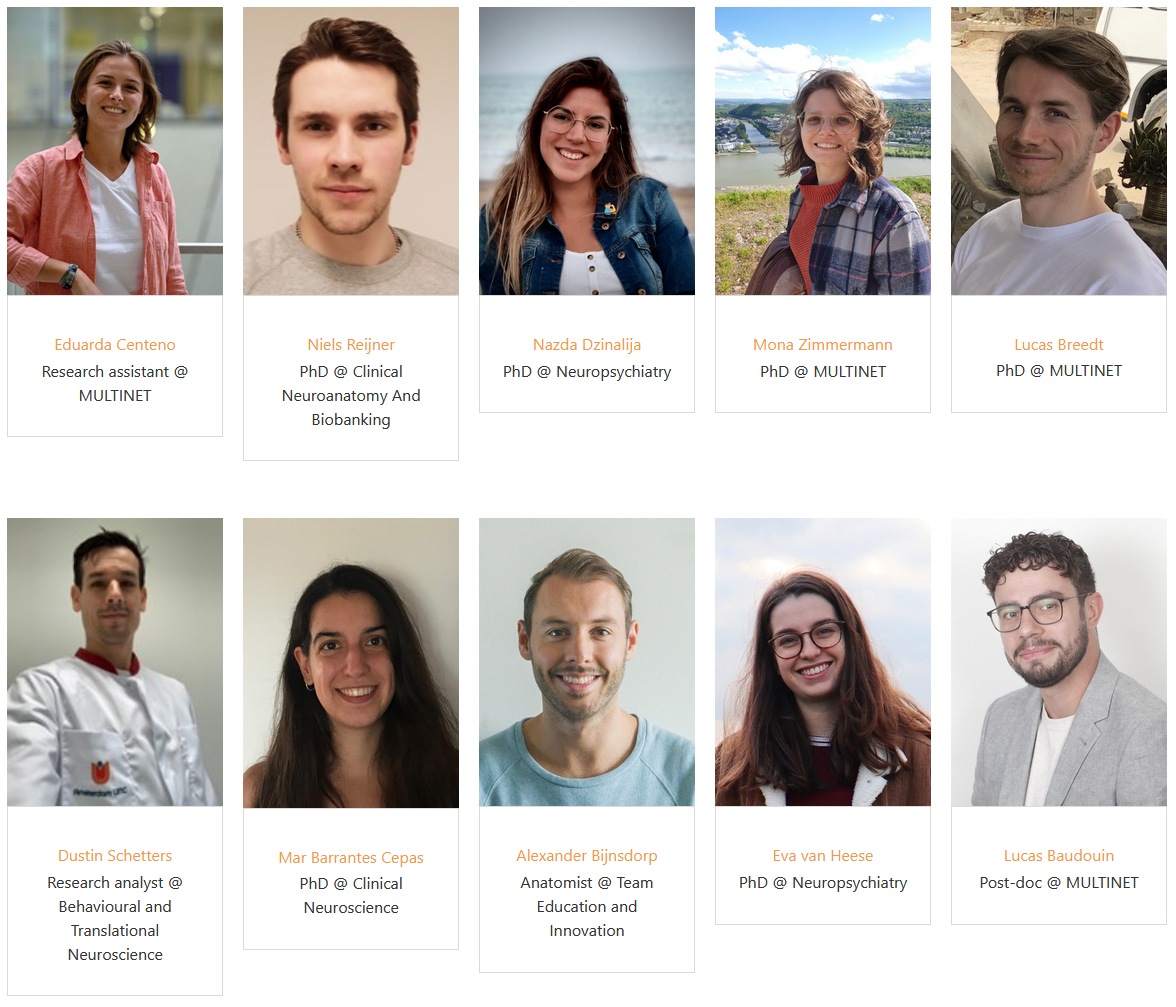 Eduarda Centeno
Research assistant @
MULTINET
Niels Reijner
PhD @ Clinical
Neuroanatomy And
Biobanking
Nazda Dzinalija
PhD @ Neuropsychiatry
Mona Zimmermann
PhD @ MULTINET
Lucas Breedt
PhD @ MULTINET
Amsterdam UMC
Dustin Schetters
Research analyst @
Behavioural and
Translational
Neuroscience
Mar Barrantes Cepas
PhD @ Clinical
Neuroscience
Alexander Bijnsdorp
Anatomist @ Team
Education and
Innovation
Eva van Heese
PhD @ Neuropsychiatry
Lucas Baudouin
Post-doc @ MULTINET